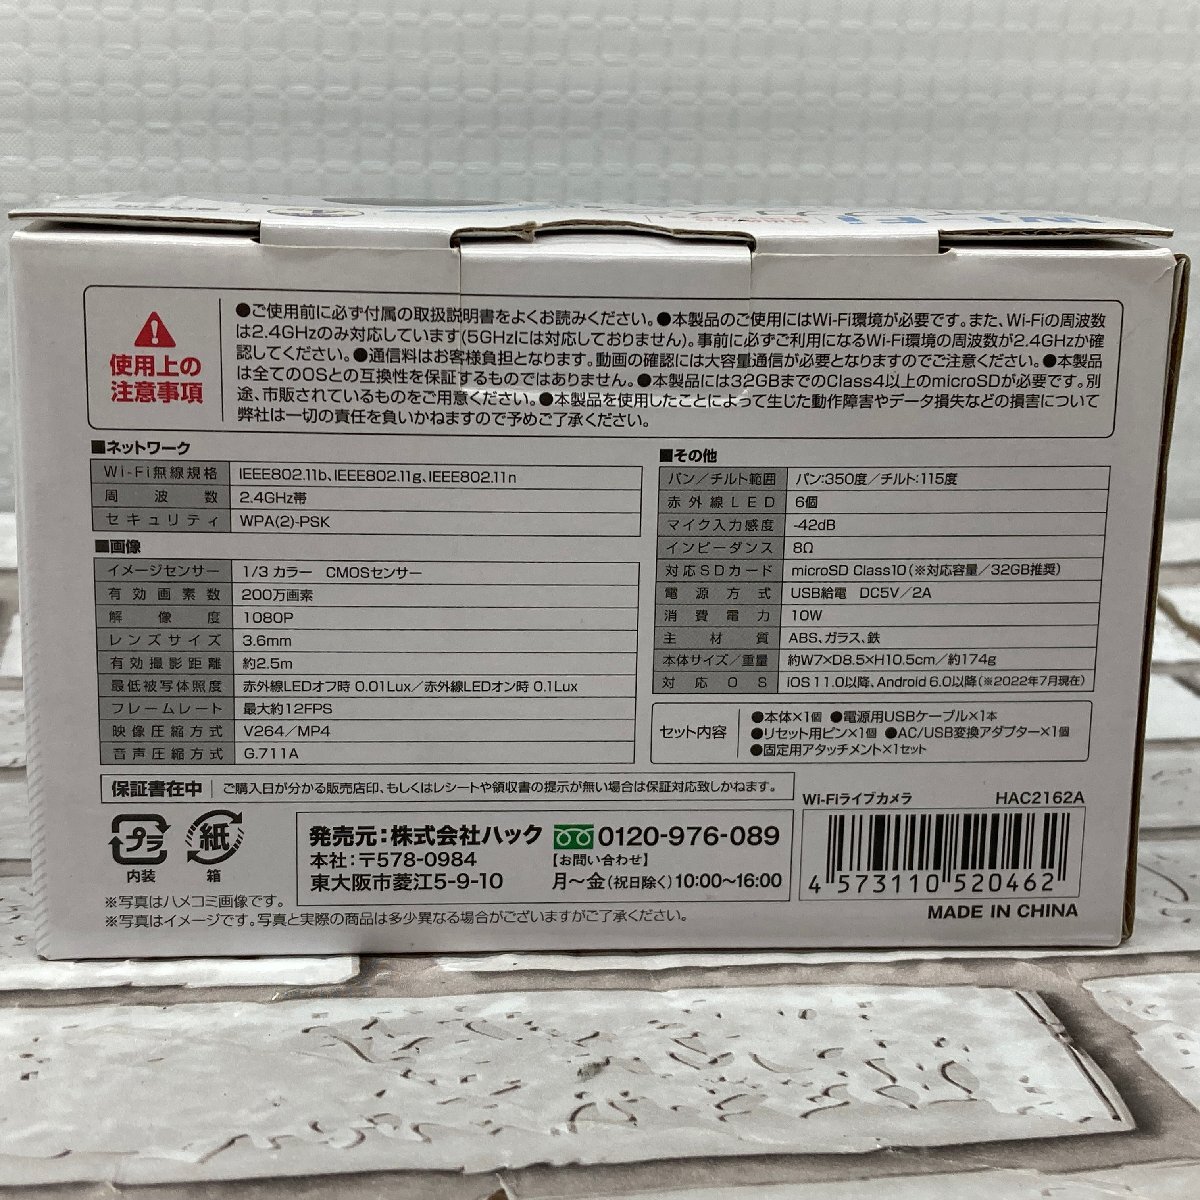 Wi-Fi
使用上の
注意事項
●ご使用前に必ず付属の取扱説明書をよくお読みください。●本製品のご使用にはWi-Fi環境が必要です。また、Wi-Fiの周波数
は2.4GHzのみ対応しています(5GHzには対応しておりません)。事前に必ずご利用になるWi-Fi環境の周波数が2.4GHzか確
認してください。●通信料はお客様負担となります。動画の確認には大容量通信が必要となりますのでご注意ください。●本製品
は全てのOSとの互換性を保証するものではありません。●本製品には32GBまでのClass4以上のmicroSDが必要です。別
途、市販されているものをご用意ください。●本製品を使用したことによって生じた動作障害やデータ損失などの損害について
弊社は一切の責任を負いかねますので予めご了承ください。
■ネットワーク
Wi-Fi無線規格 IEEE802.11b、IEEE802.11g、IEEE802.11n
周波数 2.4GHz帯
セキュリティ WPA(2)-PSK
■画像
イメージセンサー 1/3 カラー CMOSセンサー
有効画素数 200万画素
解像度 1080P
レンズサイズ 3.6mm
有効撮影距離 約2.5m
最低被写体照度 赤外線LEDオフ時 0.01Lux／赤外線LEDオン時 0.1Lux
フレームレート 最大約12FPS
映像圧縮方式 V264／MP4
音声圧縮方式 G.711A
■その他
パン／チルト範囲 パン:350度／チルト:115度
赤外線LED 6個
マイク入力感度 -42dB
インピーダンス 8Ω
対応SDカード microSD Class10(※対応容量／32GB推奨)
電源方式 USB給電 DC5V／2A
消費電力 10W
主材質 ABS、ガラス、鉄
本体サイズ／重量 約W7×D8.5×H10.5cm／約174g
対応OS iOS 11.0以降、Android 6.0以降(※2022年7月現在)
セット内容
●本体×1個 ●電源用USBケーブル×1本
●リセット用ピン×1個 ●AC/USB変換アダプター×1個
●固定用アタッチメント×1セット
保証書在中 ご購入日が分かる販売店印、もしくはレシートや領収書の提示が無い場合は保証対応致しかねます。
プラ
内装
紙
箱
発売元:株式会社ハック
本社:〒578-0984
東大阪市菱江5-9-10
0120-976-089
【お問い合わせ】
月〜金(祝日除く)10:00〜16:00
Wi-Fiライブカメラ HAC2162A
4 573110 520462
MADE IN CHINA
※写真はハメコミ画像です。
※写真はイメージです。写真と実際の商品は多少異なる場合がございますがご了承ください。